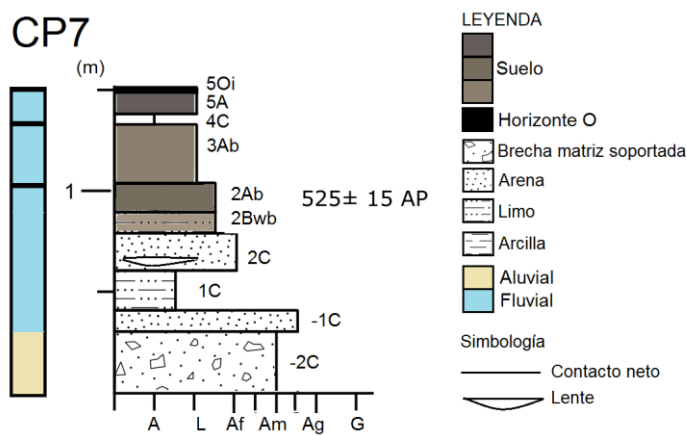 CP7
(m)
5Oi
5A
4C
3Ab
1
2Ab
2Bwb
525± 15 AP
2C
1C
-1C
-2C
A L Af Am Ag G
LEYENDA
Suelo
Horizonte O
Brecha matriz soportada
Arena
Limo
Arcilla
Aluvial
Fluvial
Simbología
Contacto neto
Lente